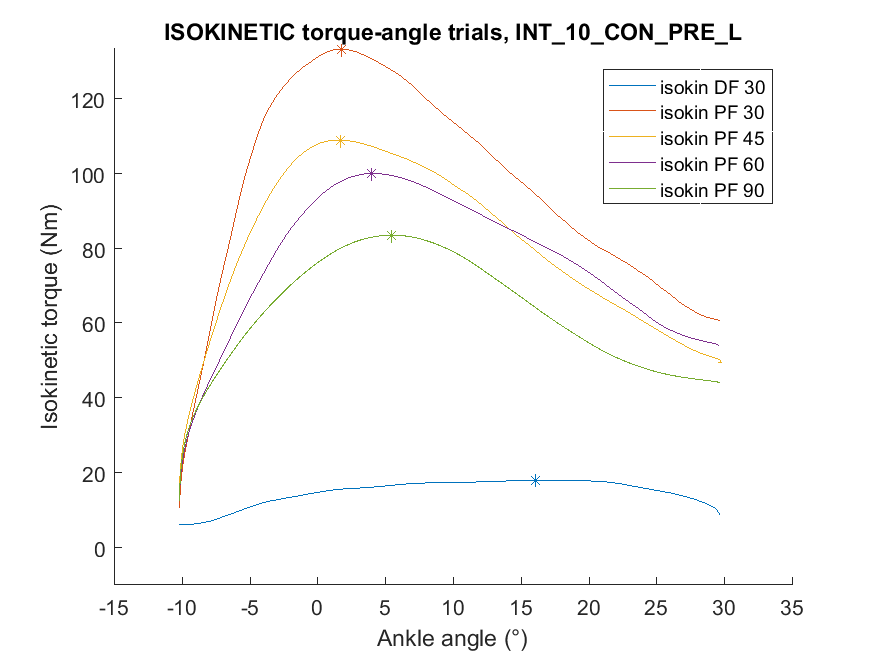 ISOKINETIC torque-angle trials, INT_10_CON_PRE_L
isokin DF 30
isokin PF 30
isokin PF 45
isokin PF 60
isokin PF 90
120
100
80
60
40
20
0
Isokinetic torque (Nm)
-15 -10 -5 0 5 10 15 20 25 30 35
Ankle angle (°)